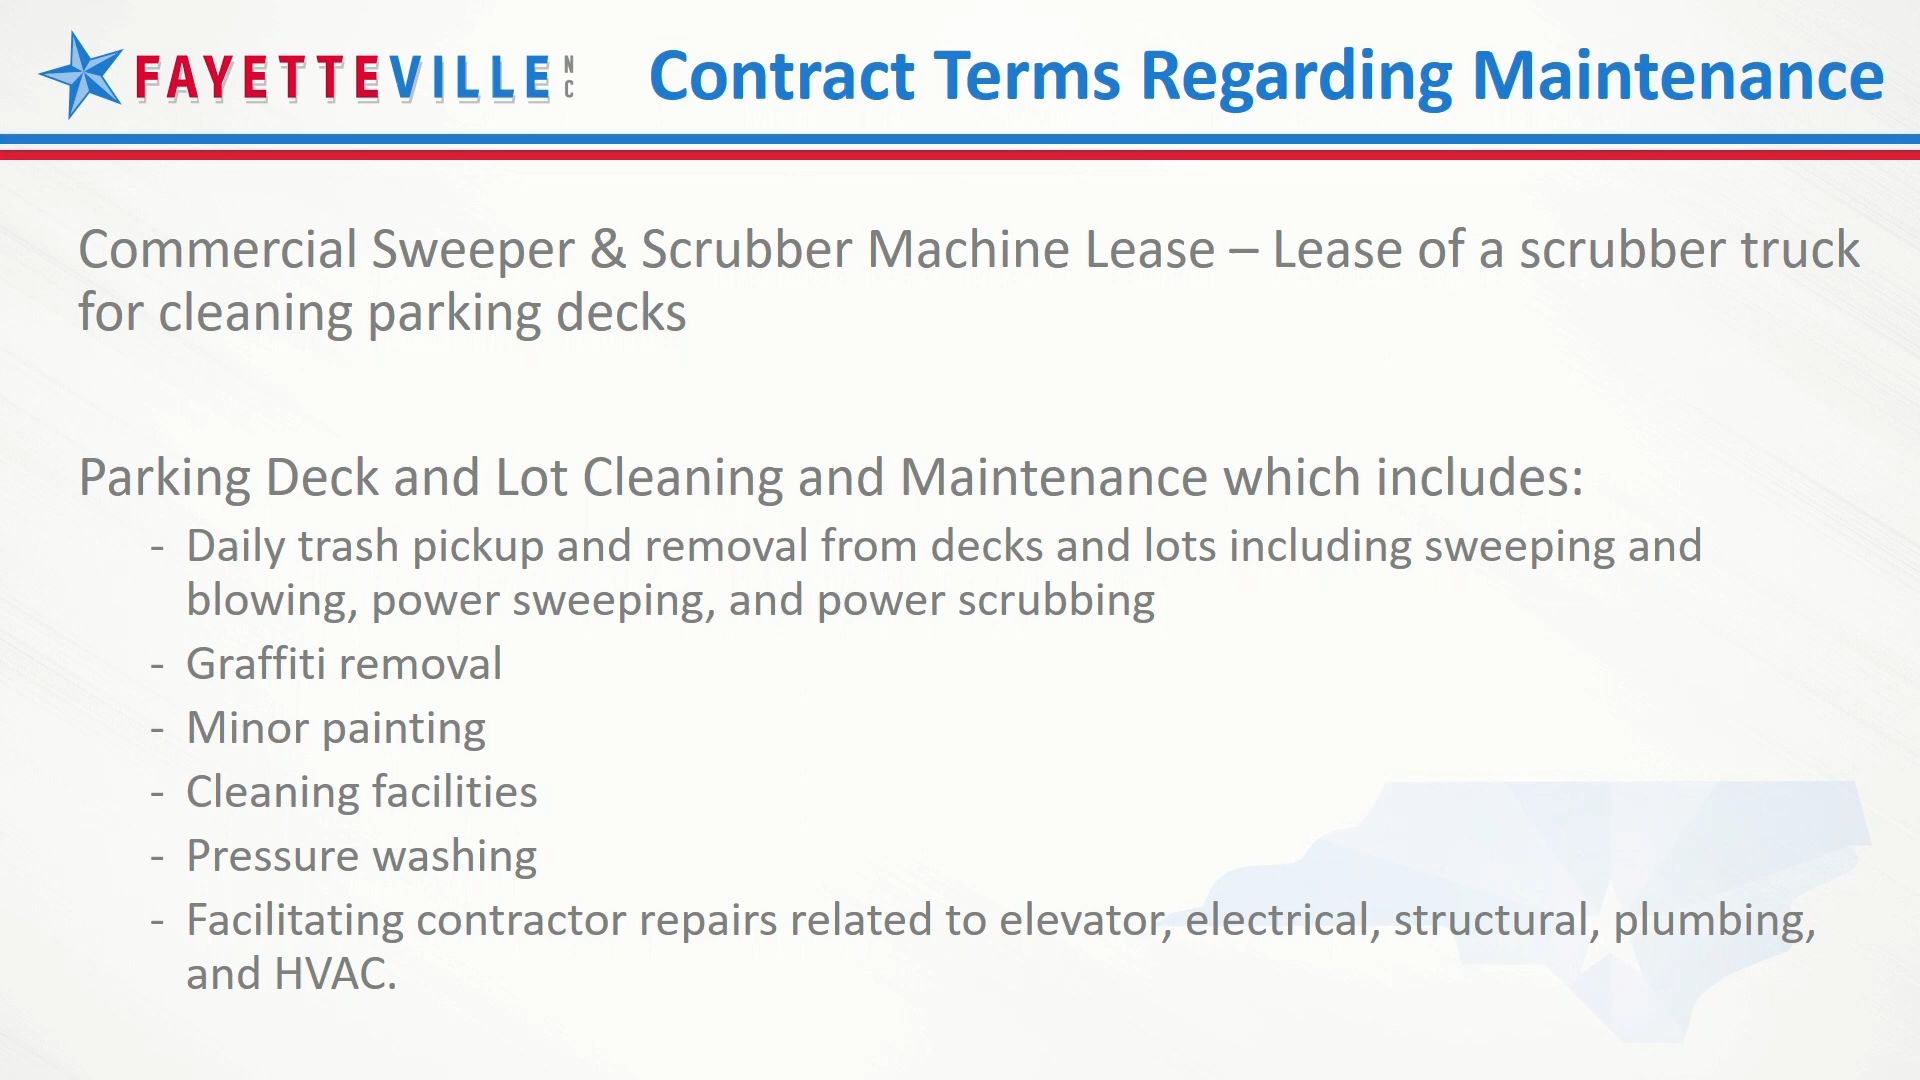 FAYETTEVILLE NC
Contract Terms Regarding Maintenance
Commercial Sweeper & Scrubber Machine Lease – Lease of a scrubber truck
for cleaning parking decks
Parking Deck and Lot Cleaning and Maintenance which includes:
- Daily trash pickup and removal from decks and lots including sweeping and
blowing, power sweeping, and power scrubbing
- Graffiti removal
- Minor painting
- Cleaning facilities
- Pressure washing
- Facilitating contractor repairs related to elevator, electrical, structural, plumbing,
and HVAC.